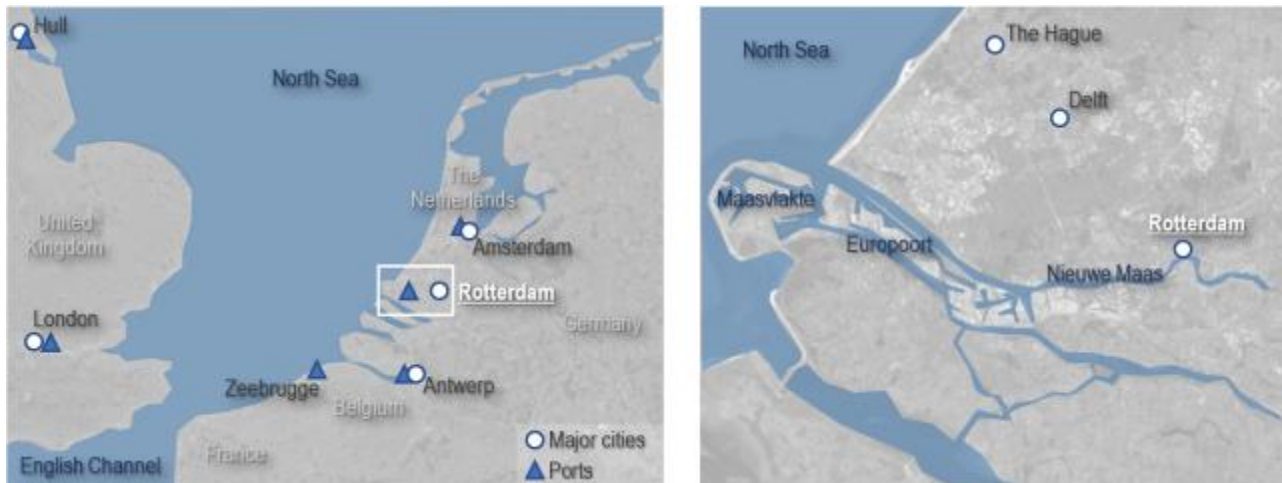 Hull
North Sea
The
Netherlands
United
Kingdom
Amsterdam
Rotterdam
London
Germany
Zeebrugge
Antwerp
Belgium
Major cities
France
English Channel
Ports
The Hague
North Sea
Delft
Maasvlakte
Rotterdam
Europoort
Nieuwe Maas